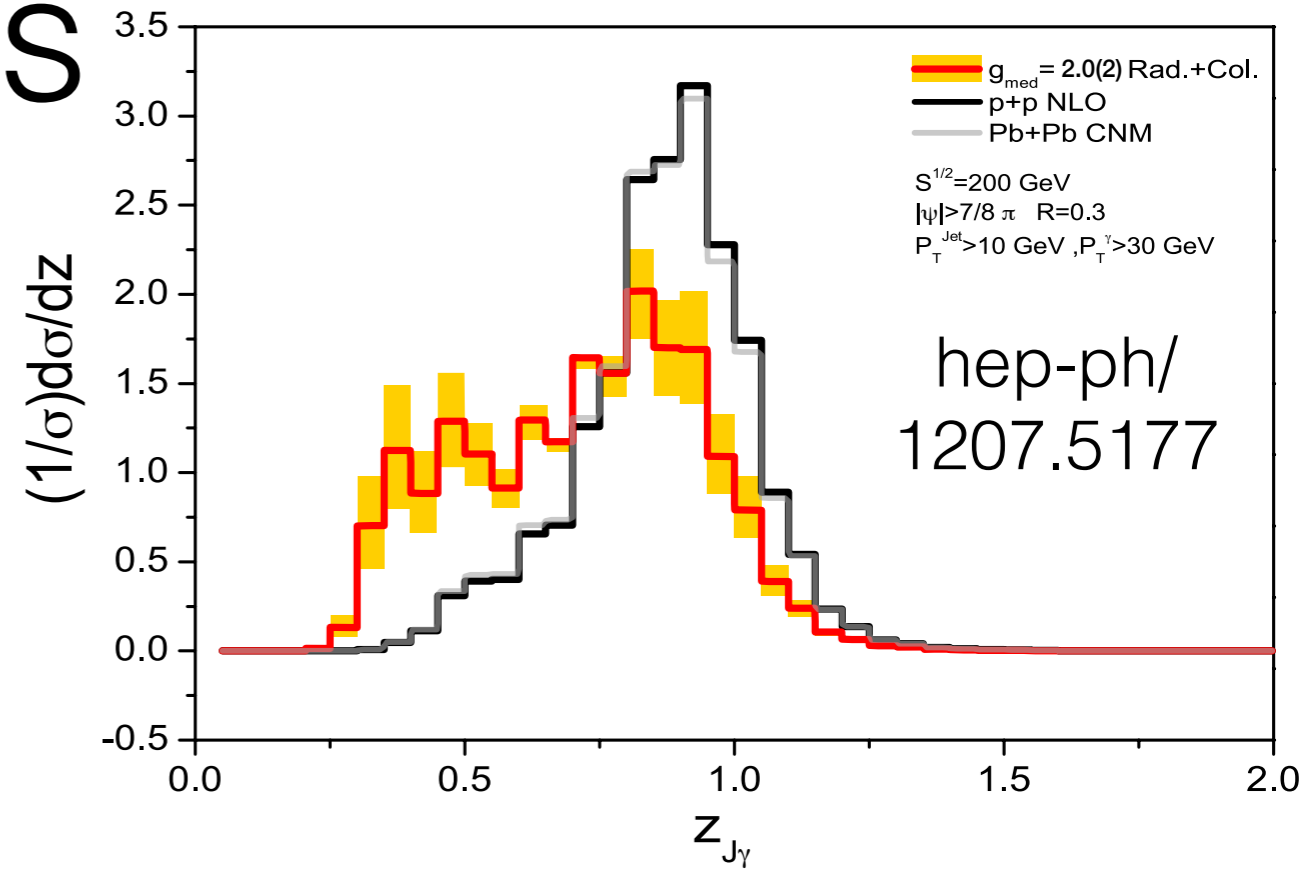 S
3.5
3.0
2.5
2.0
1.5
1.0
0.5
0.0
-0.5
(1/σ)dσ/dz
g_med = 2.0(2) Rad.+Col.
p+p NLO
Pb+Pb CNM
S^1/2=200 GeV
|ψ|>7/8 π R=0.3
P_T^Jet>10 GeV ,P_T^γ>30 GeV
hep-ph/
1207.5177
0.0 0.5 1.0 1.5 2.0
z_Jγ